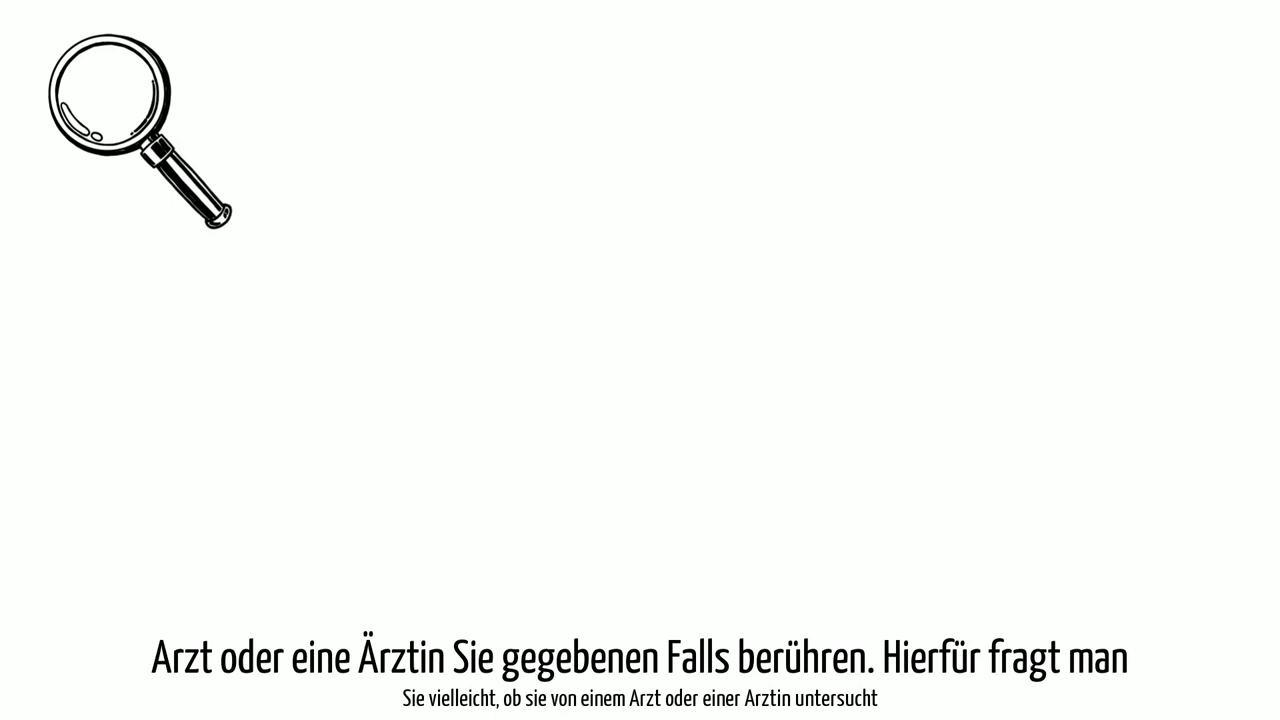 Arzt oder eine Ärztin Sie gegebenen Falls berühren. Hierfür fragt man
Sie vielleicht, ob sie von einem Arzt oder einer Arztin untersucht